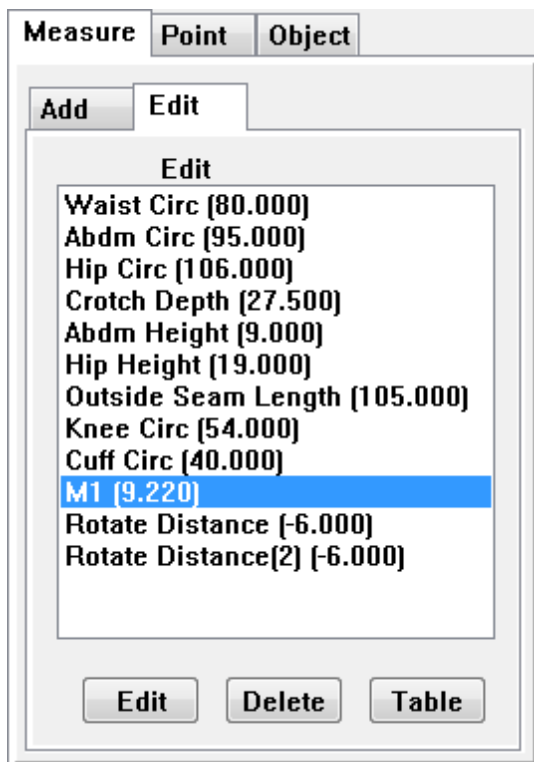 Measure Point Object
Add Edit
Edit
Waist Circ (80.000)
Abdm Circ (95.000)
Hip Circ (106.000)
Crotch Depth (27.500)
Abdm Height (9.000)
Hip Height (19.000)
Outside Seam Length (105.000)
Knee Circ (54.000)
Cuff Circ (40.000)
M1 (9.220)
Rotate Distance (-6.000)
Rotate Distance(2) (-6.000)
Edit Delete Table